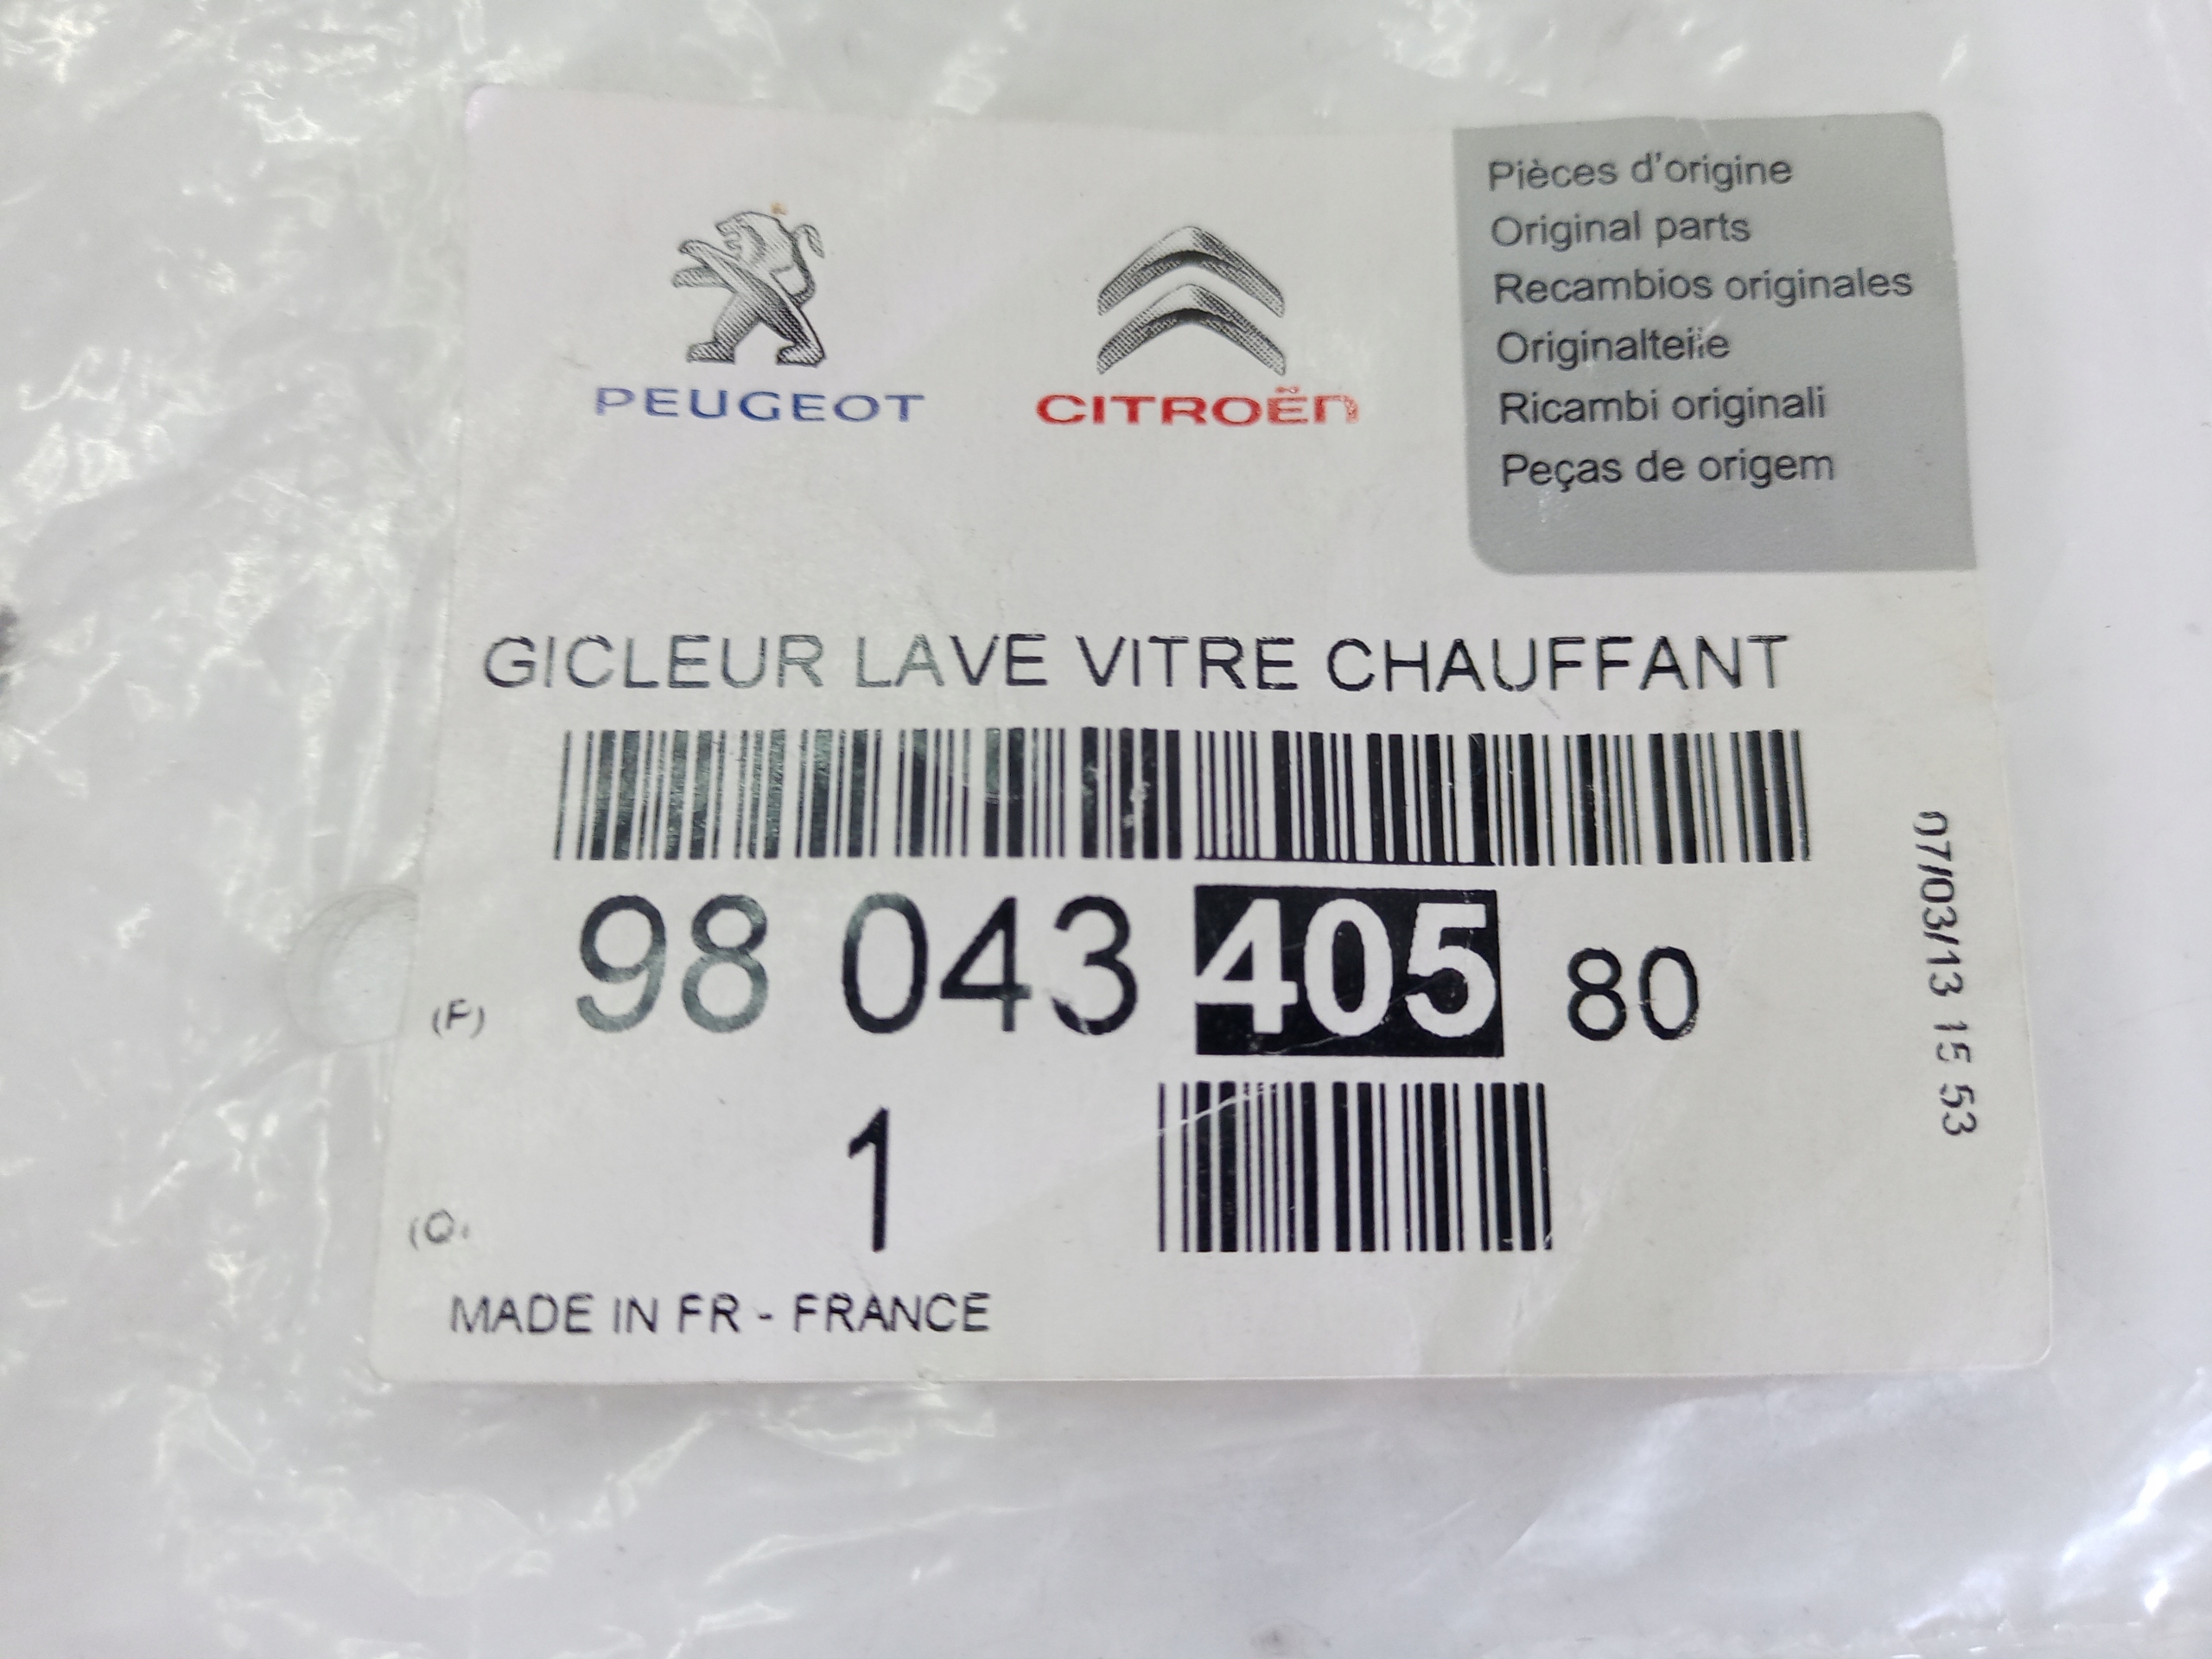 PEUGEOT
CITROËN
Pièces d'origine
Original parts
Recambios originales
Originalteile
Ricambi originali
Peças de origem
GICLEUR LAVE VITRE CHAUFFANT
(F) 98 043 405 80
(Q) 1
MADE IN FR - FRANCE
07/03/13 15 53